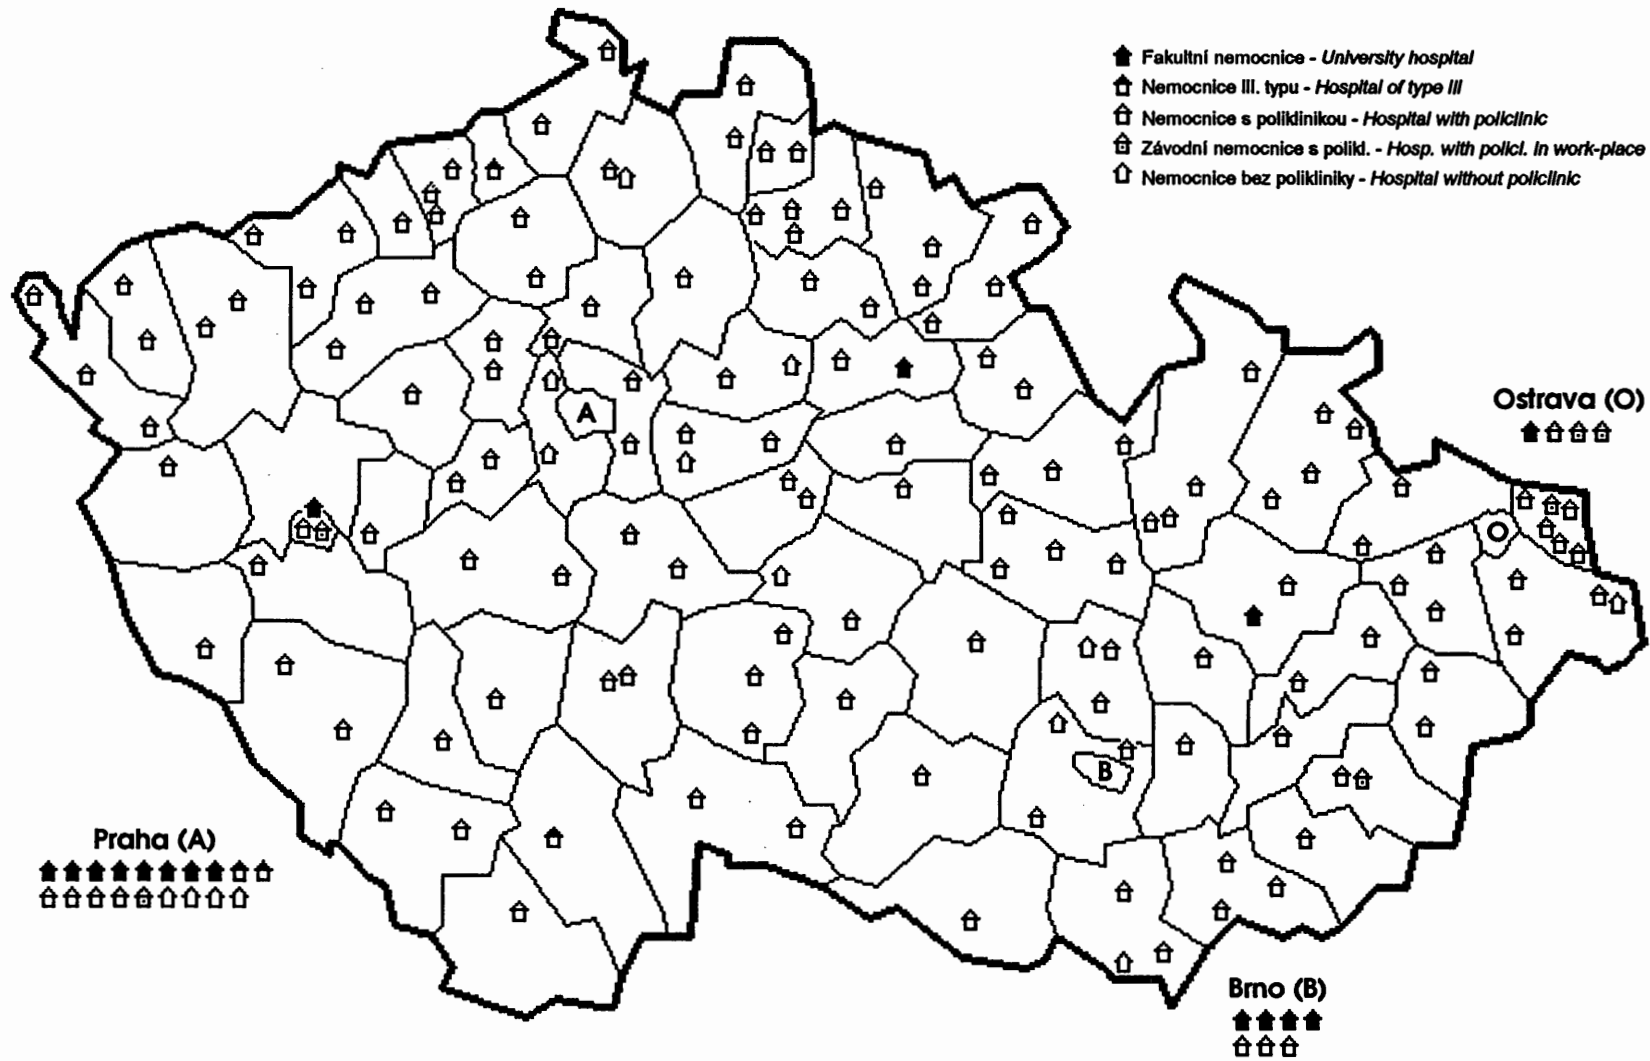 Fakultní nemocnice - University hospital
Nemocnice III. typu - Hospital of type III
Nemocnice s poliklinikou - Hospital with policlinic
Závodní nemocnice s polikl. - Hosp. with policl. in work-place
Nemocnice bez polikliniky - Hospital without policlinic
A
Ostrava (O)
O
B
Praha (A)
Brno (B)